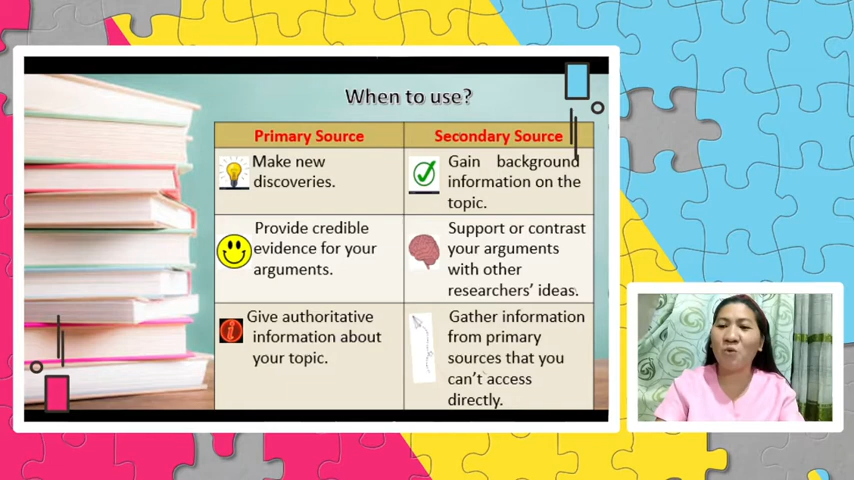 When to use?
Primary Source
Secondary Source
Make new
discoveries.
Gain background
information on the
topic.
Provide credible
evidence for your
arguments.
Support or contrast
your arguments
with other
researchers' ideas.
Give authoritative
information about
your topic.
Gather information
from primary
sources that you
can't access
directly.